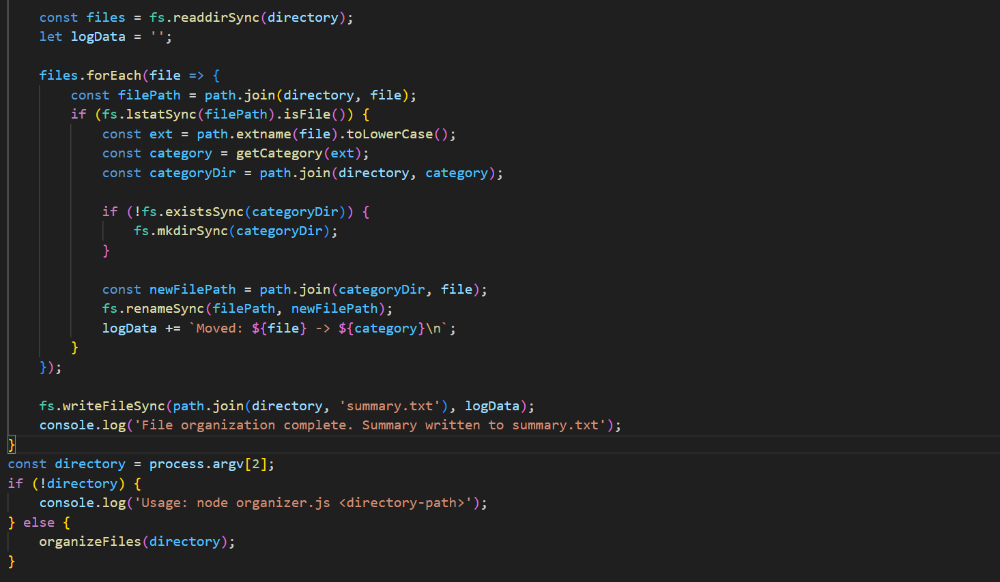 const files = fs.readdirSync(directory);
    let logData = '';

    files.forEach(file => {
        const filePath = path.join(directory, file);
        if (fs.lstatSync(filePath).isFile()) {
            const ext = path.extname(file).toLowerCase();
            const category = getCategory(ext);
            const categoryDir = path.join(directory, category);

            if (!fs.existsSync(categoryDir)) {
                fs.mkdirSync(categoryDir);
            }

            const newFilePath = path.join(categoryDir, file);
            fs.renameSync(filePath, newFilePath);
            logData += `Moved: ${file} -> ${category}\n`;
        }
    });

    fs.writeFileSync(path.join(directory, 'summary.txt'), logData);
    console.log('File organization complete. Summary written to summary.txt');
}
const directory = process.argv[2];
if (!directory) {
    console.log('Usage: node organizer.js <directory-path>');
} else {
    organizeFiles(directory);
}